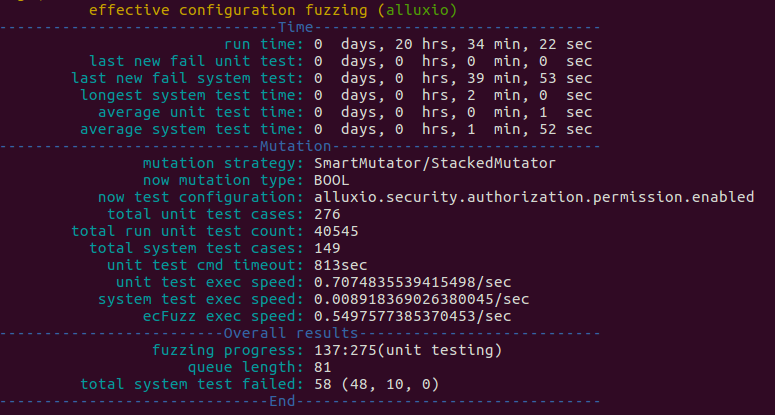 effective configuration fuzzing (alluxio)
-------------------------------Time--------------------------------
run time: 0  days, 20 hrs, 34 min, 22 sec
last new fail unit test: 0  days, 0  hrs, 0  min, 0  sec
last new fail system test: 0  days, 0  hrs, 39 min, 53 sec
longest system test time: 0  days, 0  hrs, 2  min, 0  sec
average unit test time: 0  days, 0  hrs, 0  min, 1  sec
average system test time: 0  days, 0  hrs, 1  min, 52 sec
-----------------------------Mutation------------------------------
mutation strategy: SmartMutator/StackedMutator
now mutation type: BOOL
now test configuration: alluxio.security.authorization.permission.enabled
total unit test cases: 276
total run unit test count: 40545
total system test cases: 149
unit test cmd timeout: 813sec
unit test exec speed: 0.7074835539415498/sec
system test exec speed: 0.008918369026380045/sec
ecFuzz exec speed: 0.5497577385370453/sec
-------------------------Overall results---------------------------
fuzzing progress: 137:275(unit testing)
queue length: 81
total system test failed: 58 (48, 10, 0)
------------------------------End----------------------------------